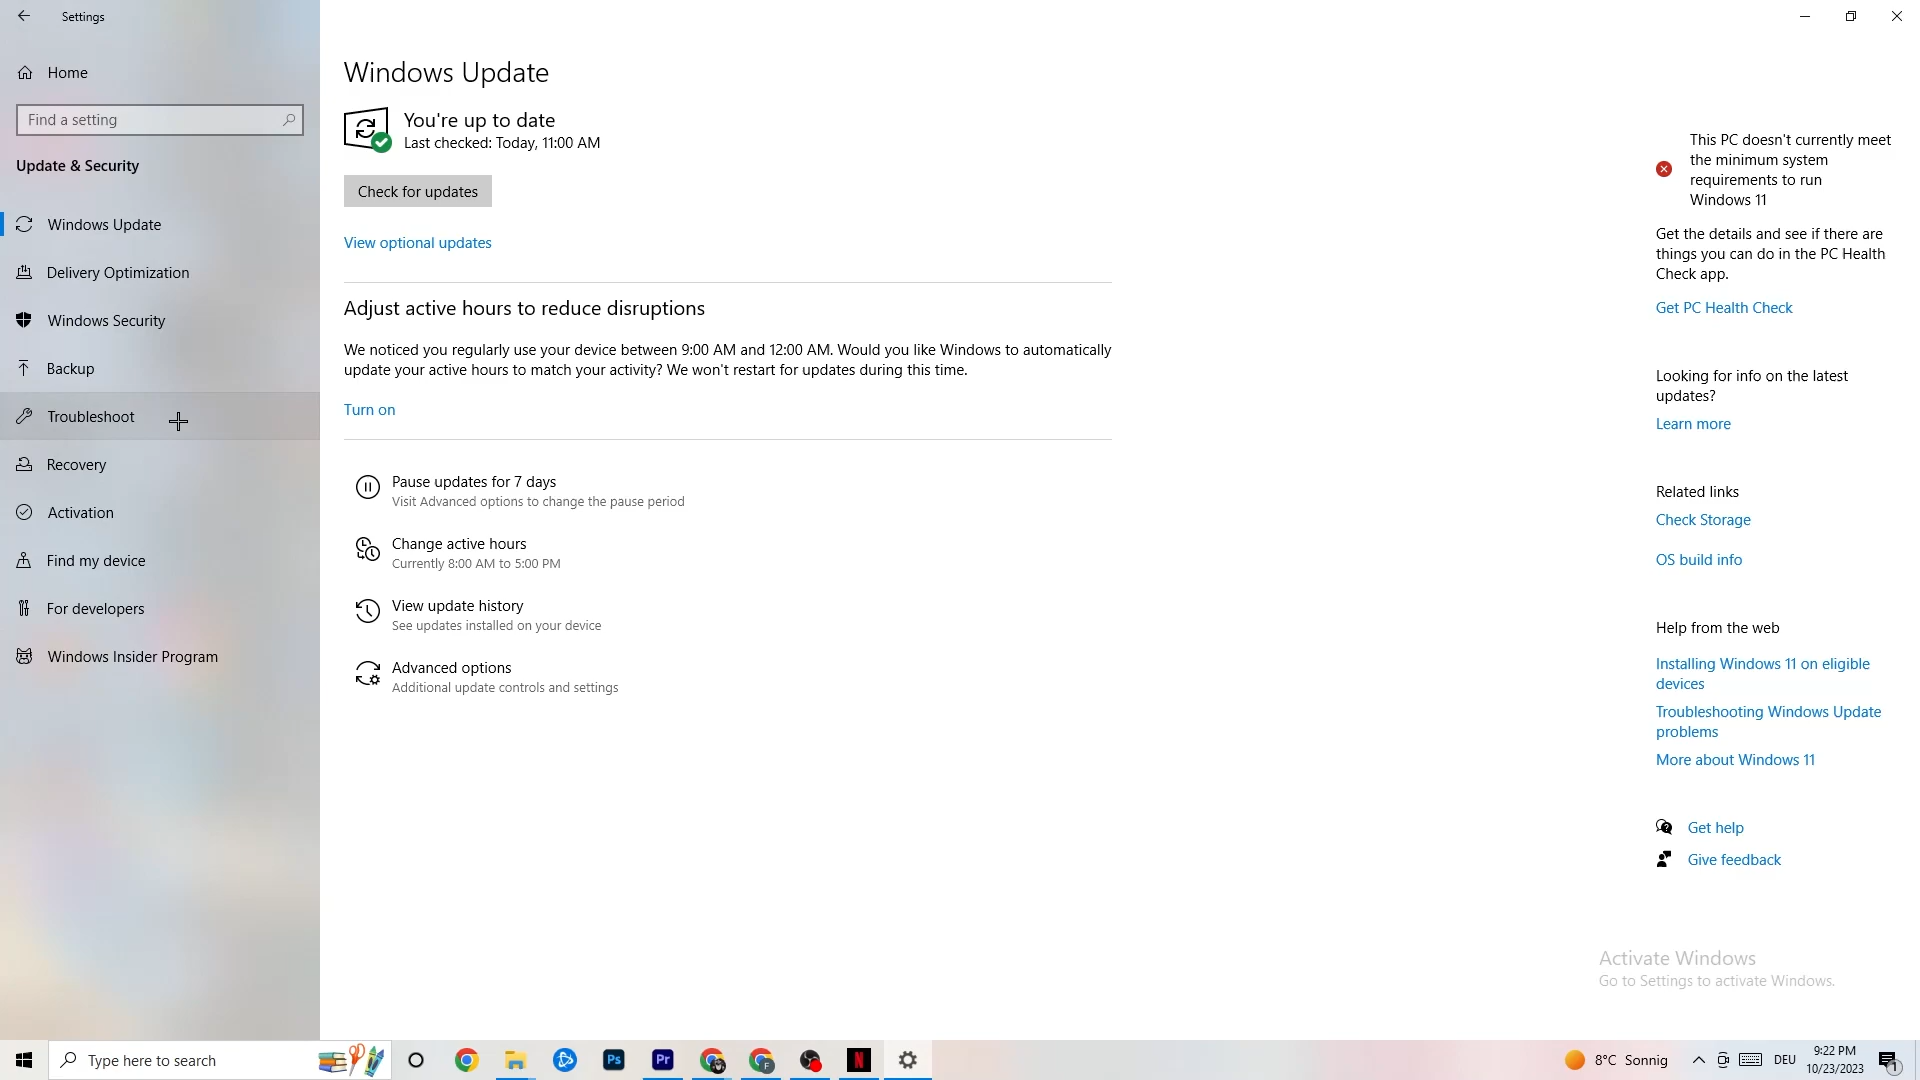 Settings
Home
Find a setting
Update & Security
Windows Update
Delivery Optimization
Windows Security
Backup
Troubleshoot
Recovery
Activation
Find my device
For developers
Windows Insider Program
Windows Update
You're up to date
Last checked: Today, 11:00 AM
Check for updates
View optional updates
Adjust active hours to reduce disruptions
We noticed you regularly use your device between 9:00 AM and 12:00 AM. Would you like Windows to automatically
update your active hours to match your activity? We won't restart for updates during this time.
Turn on
Pause updates for 7 days
Visit Advanced options to change the pause period
Change active hours
Currently 8:00 AM to 5:00 PM
View update history
See updates installed on your device
Advanced options
Additional update controls and settings
This PC doesn't currently meet
the minimum system
requirements to run
Windows 11
Get the details and see if there are
things you can do in the PC Health
Check app.
Get PC Health Check
Looking for info on the latest
updates?
Learn more
Related links
Check Storage
OS build info
Help from the web
Installing Windows 11 on eligible
devices
Troubleshooting Windows Update
problems
More about Windows 11
Get help
Give feedback
Activate Windows
Go to Settings to activate Windows.
Type here to search
Ps
Pr
F
N
8°C Sonnig
DEU
9:22 PM
10/23/2023
1